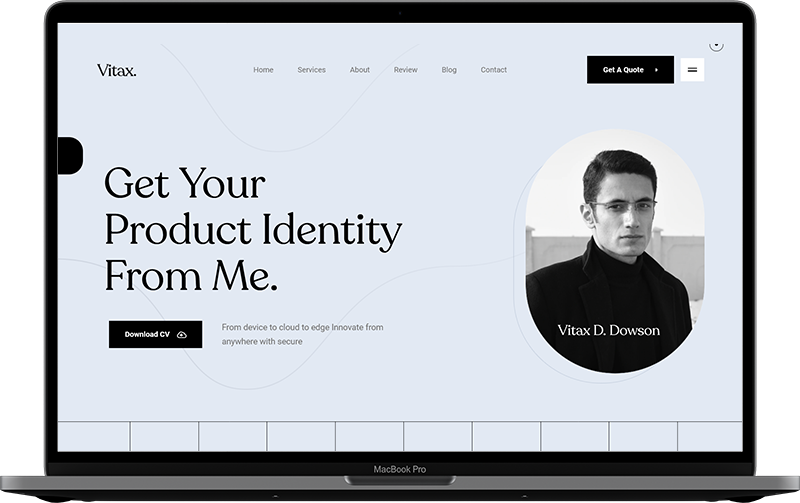 Vitax.
Home Services About Review Blog Contact
Get A Quote
Get Your
Product Identity
From Me.
Download CV
From device to cloud to edge Innovate from
anywhere with secure
Vitax D. Dowson
MacBook Pro